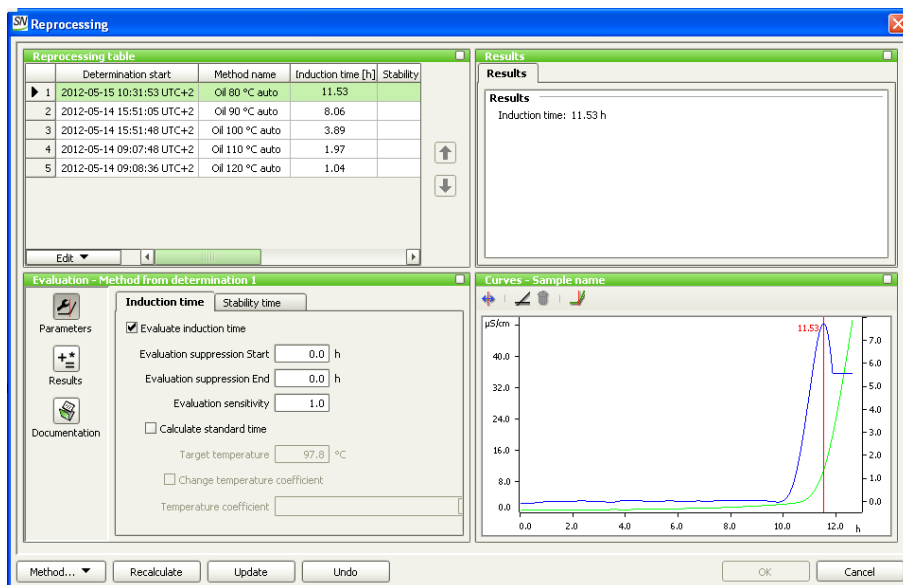 SN Reprocessing
Reprocessing table
Determination start Method name Induction time [h] Stability
1 2012-05-15 10:31:53 UTC+2 Oil 80 °C auto 11.53
2 2012-05-14 15:51:05 UTC+2 Oil 90 °C auto 8.06
3 2012-05-14 15:51:48 UTC+2 Oil 100 °C auto 3.89
4 2012-05-14 09:07:48 UTC+2 Oil 110 °C auto 1.97
5 2012-05-14 09:08:36 UTC+2 Oil 120 °C auto 1.04
Edit
Results
Results
Results
Induction time: 11.53 h
Evaluation - Method from determination 1
Parameters
Results
Documentation
Induction time Stability time
Evaluate induction time
Evaluation suppression Start 0.0 h
Evaluation suppression End 0.0 h
Evaluation sensitivity 1.0
Calculate standard time
Target temperature 97.8 °C
Change temperature coefficient
Temperature coefficient
Curves - Sample name
µS/cm
11.53
40.0
32.0
24.0
16.0
8.0
0.0
7.0
6.0
5.0
4.0
3.0
2.0
1.0
0.0
0.0 2.0 4.0 6.0 8.0 10.0 12.0 h
Method... Recalculate Update Undo OK Cancel